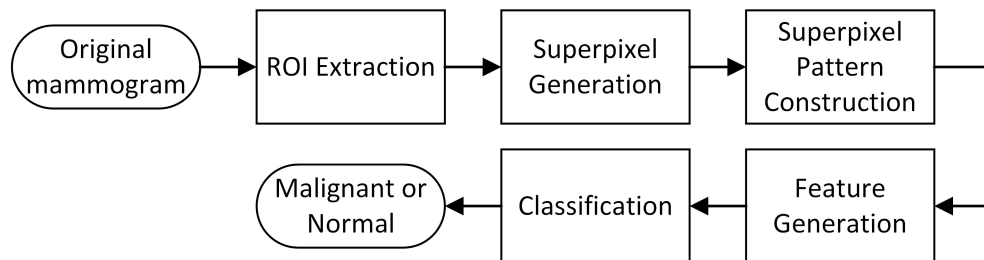 Original
mammogram
ROI Extraction
Superpixel
Generation
Superpixel
Pattern
Construction
Feature
Generation
Classification
Malignant or
Normal